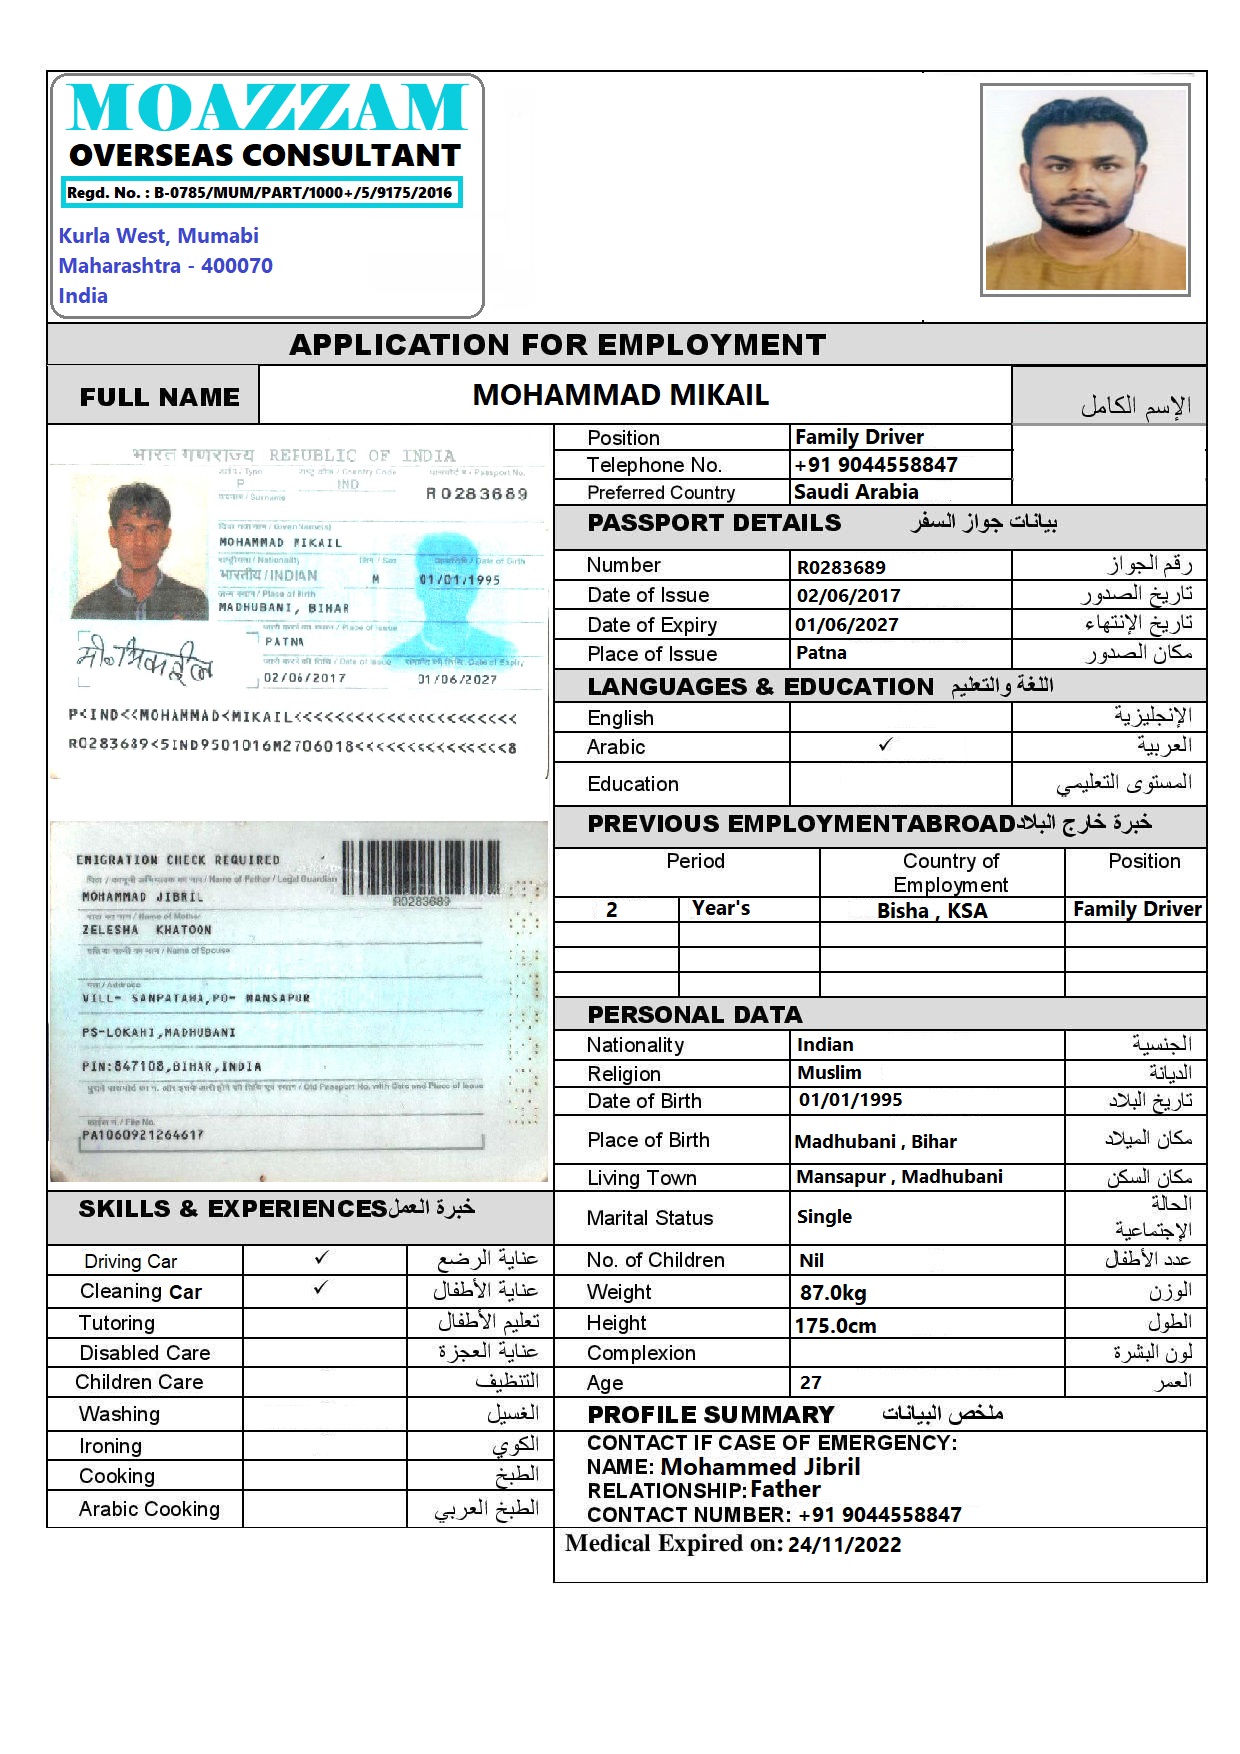 MOAZZAM
OVERSEAS CONSULTANT
Regd. No. : B-0785/MUM/PART/1000+/5/9175/2016
Kurla West, Mumabi
Maharashtra - 400070
India
APPLICATION FOR EMPLOYMENT
FULL NAME MOHAMMAD MIKAIL الإسم الكامل
Position Family Driver
Telephone No. +91 9044558847
Preferred Country Saudi Arabia
PASSPORT DETAILS بيانات جواز السفر
Number R0283689 رقم الجواز
Date of Issue 02/06/2017 تاريخ الصدور
Date of Expiry 01/06/2027 تاريخ الإنتهاء
Place of Issue Patna مكان الصدور
LANGUAGES & EDUCATION اللغة والتعليم
English الإنجليزية
Arabic ✓ العربية
Education المستوى التعليمي
PREVIOUS EMPLOYMENTABROAD خبرة خارج البلاد
Period Country of Employment Position
2 Year's Bisha , KSA Family Driver
PERSONAL DATA
Nationality Indian الجنسية
Religion Muslim الديانة
Date of Birth 01/01/1995 تاريخ البلاد
Place of Birth Madhubani , Bihar مكان الميلاد
Living Town Mansapur , Madhubani مكان السكن
Marital Status Single الحالة الإجتماعية
No. of Children Nil عدد الأطفال
Weight 87.0kg الوزن
Height 175.0cm الطول
Complexion لون البشرة
Age 27 العمر
PROFILE SUMMARY ملخص البيانات
CONTACT IF CASE OF EMERGENCY:
NAME: Mohammed Jibril
RELATIONSHIP: Father
CONTACT NUMBER: +91 9044558847
Medical Expired on: 24/11/2022
भारत गणराज्य REPUBLIC OF INDIA
Type राष्ट्र कोड / Country Code पासपोर्ट न. / Passport No.
P IND R0283689
उपनाम / Surname
दिया गया नाम / Given Name(s)
MOHAMMAD MIKAIL
राष्ट्रीयता / Nationality लिंग / Sex जन्मतिथि / Date of Birth
भारतीय / INDIAN M 01/01/1995
जन्म स्थान / Place of Birth
MADHUBANI, BIHAR
जारी करने का स्थान / Place of Issue
PATNA
जारी करने की तिथि / Date of Issue समाप्ति की तिथि / Date of Expiry
02/06/2017 01/06/2027
मो० मिकाईल
P<IND<<MOHAMMAD<MIKAIL<<<<<<<<<<<<<<<<<<<<<<
R0283689<5IND9501016M2706018<<<<<<<<<<<<<<<8
EMIGRATION CHECK REQUIRED
पिता / कानूनी अभिभावक का नाम / Name of Father / Legal Guardian
MOHAMMAD JIBRIL
R0283689
माता का नाम / Name of Mother
ZELESHA KHATOON
पति या पत्नी का नाम / Name of Spouse
पता / Address
VILL- SANPATAHA,PO- MANSAPUR
PS-LOKAHI,MADHUBANI
PIN:847108,BIHAR,INDIA
पुराने पासपोर्ट का न. और इसके जारी होने की तिथि एवं स्थान / Old Passport No. with Date and Place of Issue
फाईल न. / File No.
PA1060921264617
SKILLS & EXPERIENCES خبرة العمل
Driving Car ✓ عناية الرضع
Cleaning Car ✓ عناية الأطفال
Tutoring تعليم الأطفال
Disabled Care عناية العجزة
Children Care التنظيف
Washing الغسيل
Ironing الكوي
Cooking الطبخ
Arabic Cooking الطبخ العربي